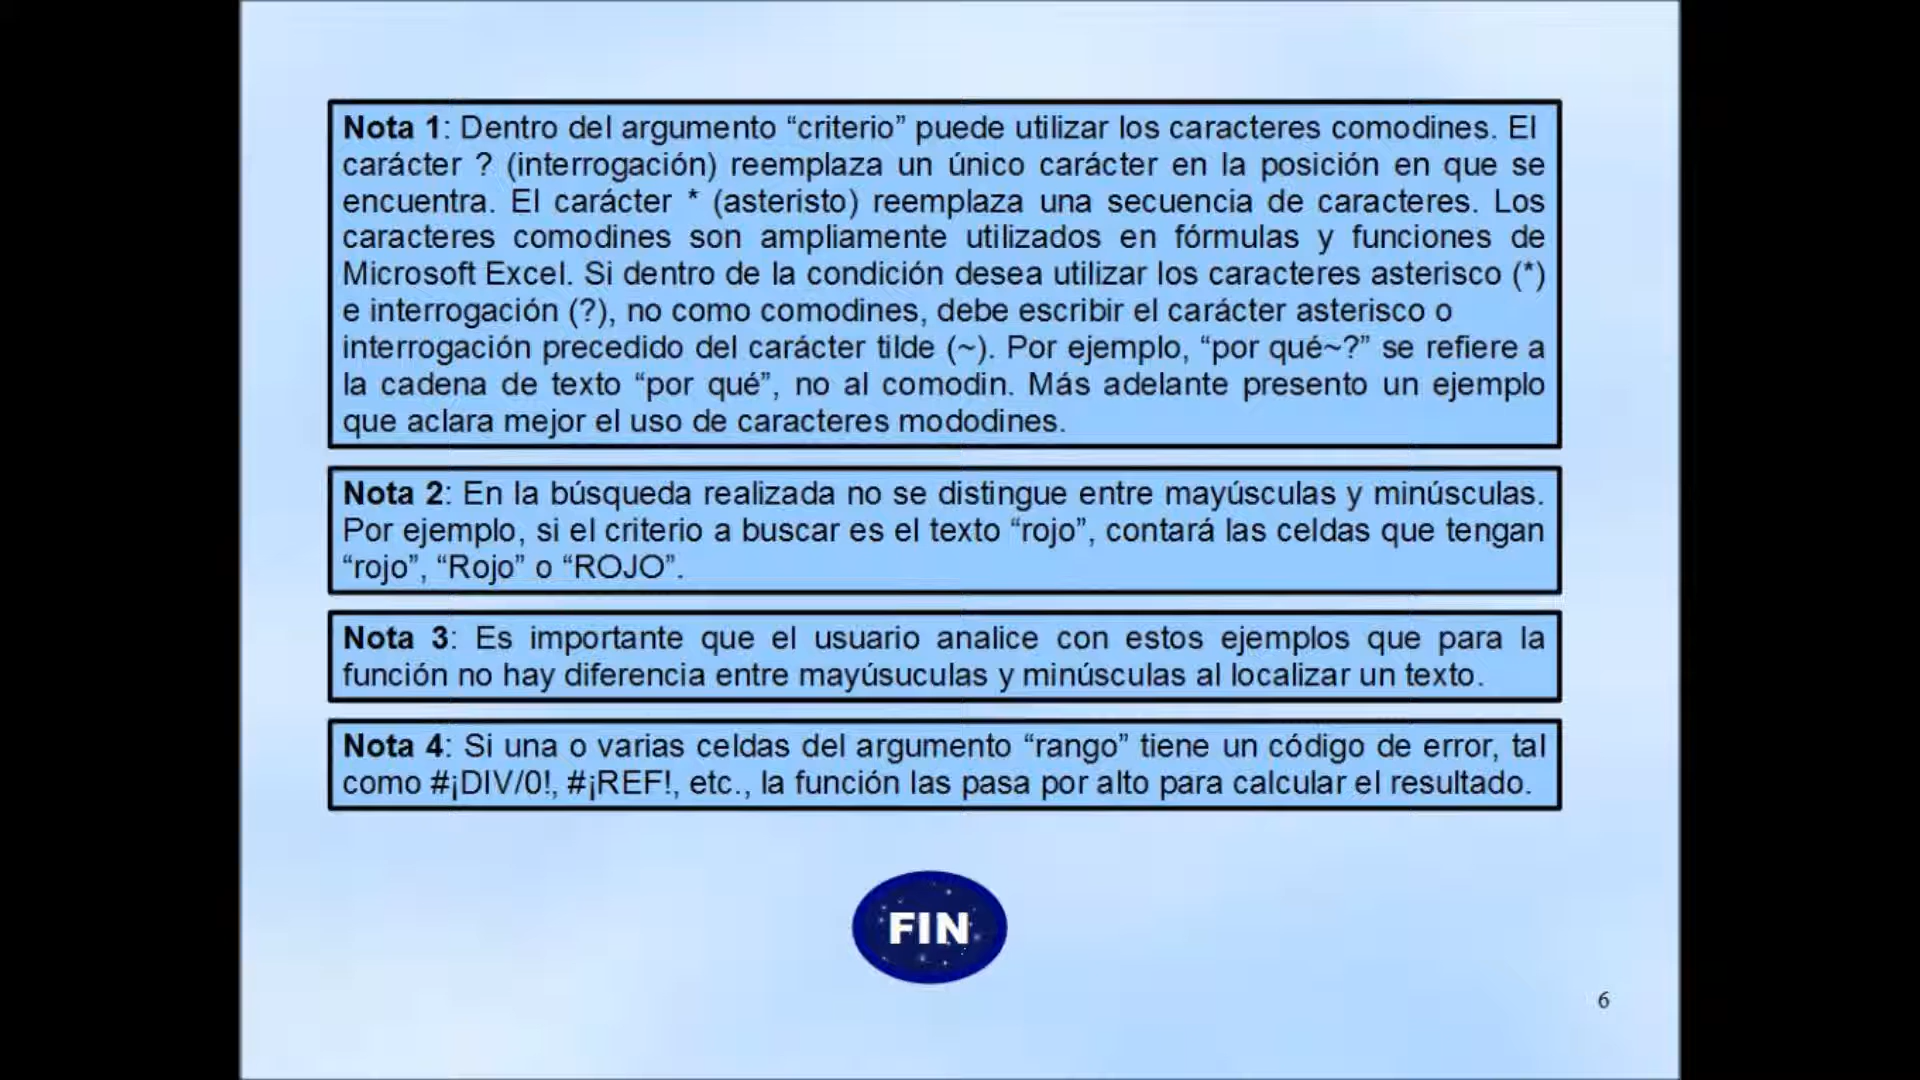 Nota 1: Dentro del argumento “criterio” puede utilizar los caracteres comodines. El
carácter ? (interrogación) reemplaza un único carácter en la posición en que se
encuentra. El carácter * (asteristo) reemplaza una secuencia de caracteres. Los
caracteres comodines son ampliamente utilizados en fórmulas y funciones de
Microsoft Excel. Si dentro de la condición desea utilizar los caracteres asterisco (*)
e interrogación (?), no como comodines, debe escribir el carácter asterisco o
interrogación precedido del carácter tilde (~). Por ejemplo, “por qué~?” se refiere a
la cadena de texto “por qué”, no al comodin. Más adelante presento un ejemplo
que aclara mejor el uso de caracteres mododines.
Nota 2: En la búsqueda realizada no se distingue entre mayúsculas y minúsculas.
Por ejemplo, si el criterio a buscar es el texto “rojo”, contará las celdas que tengan
“rojo”, “Rojo” o “ROJO”.
Nota 3: Es importante que el usuario analice con estos ejemplos que para la
función no hay diferencia entre mayúsuculas y minúsculas al localizar un texto.
Nota 4: Si una o varias celdas del argumento “rango” tiene un código de error, tal
como #¡DIV/0!, #¡REF!, etc., la función las pasa por alto para calcular el resultado.
FIN
6